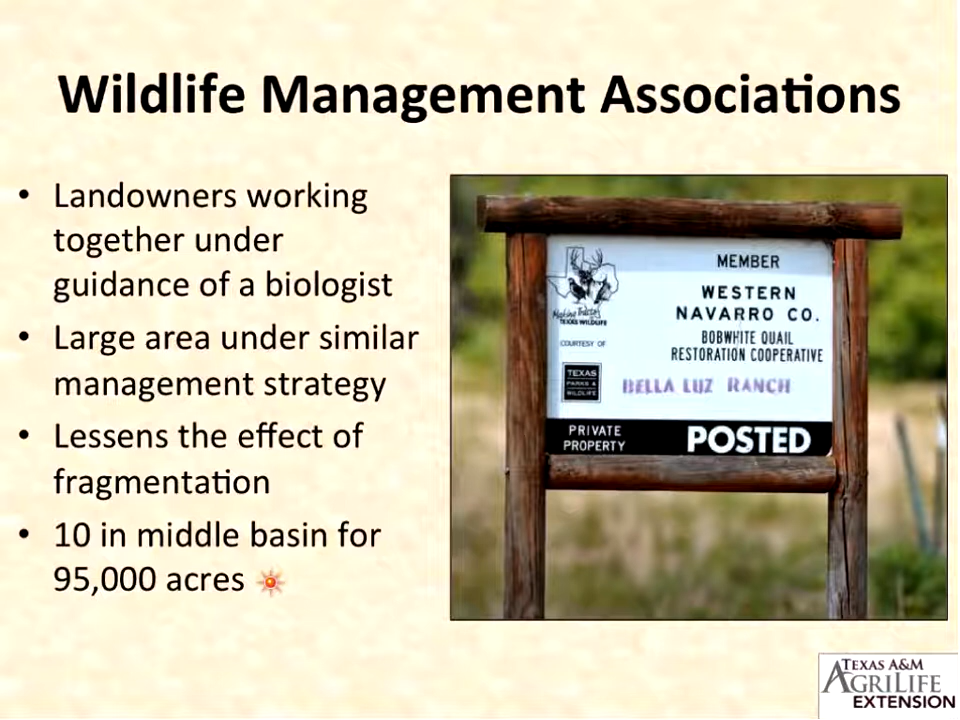 Wildlife Management Associations
• Landowners working
together under
guidance of a biologist
• Large area under similar
management strategy
• Lessens the effect of
fragmentation
• 10 in middle basin for
95,000 acres
MEMBER
WESTERN
NAVARRO CO.
BOBWHITE QUAIL
RESTORATION COOPERATIVE
BELLA LUZ RANCH
TEXAS WILDLIFE
COURTESY OF
TEXAS
PARKS &
WILDLIFE
PRIVATE
PROPERTY
POSTED
TEXAS A&M
AGRILIFE
EXTENSION